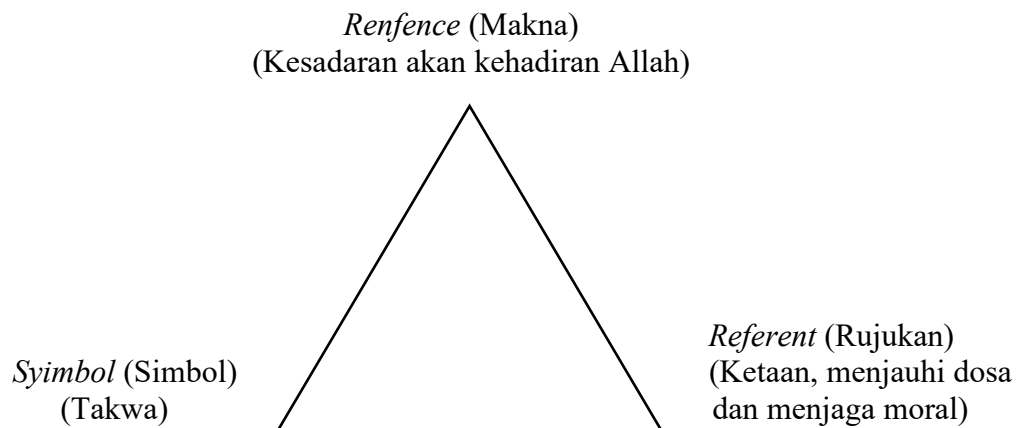 Renfence (Makna)
(Kesadaran akan kehadiran Allah)
Syimbol (Simbol)
(Takwa)
Referent (Rujukan)
(Ketaan, menjauhi dosa
dan menjaga moral)